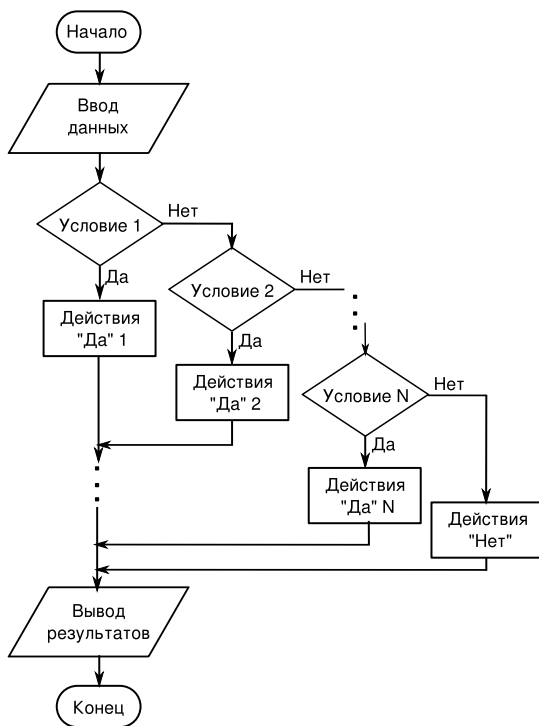 Начало
Ввод
данных
Условие 1
Нет
Да
Условие 2
Нет
Действия
"Да" 1
Да
Действия
"Да" 2
Условие N
Нет
Да
Действия
"Да" N
Действия
"Нет"
Вывод
результатов
Конец